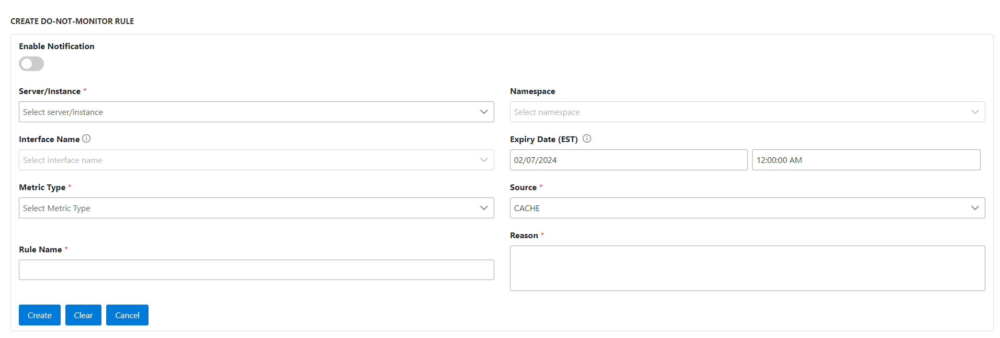 CREATE DO-NOT-MONITOR RULE
Enable Notification
Server/Instance *
Select server/instance
Namespace
Select namespace
Interface Name
Select interface name
Expiry Date (EST)
02/07/2024 12:00:00 AM
Metric Type *
Select Metric Type
Source *
CACHE
Rule Name *
Reason *
Create Clear Cancel